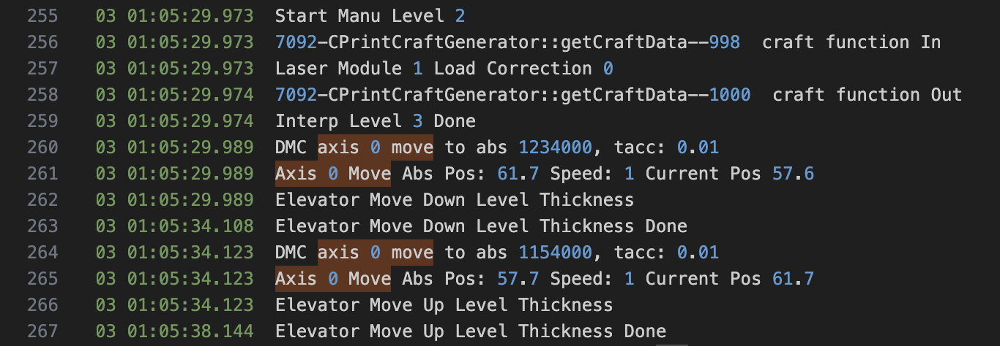 255 03 01:05:29.973 Start Manu Level 2
256 03 01:05:29.973 7092-CPrintCraftGenerator::getCraftData--998  craft function In
257 03 01:05:29.973 Laser Module 1 Load Correction 0
258 03 01:05:29.974 7092-CPrintCraftGenerator::getCraftData--1000  craft function Out
259 03 01:05:29.974 Interp Level 3 Done
260 03 01:05:29.989 DMC axis 0 move to abs 1234000, tacc: 0.01
261 03 01:05:29.989 Axis 0 Move Abs Pos: 61.7 Speed: 1 Current Pos 57.6
262 03 01:05:29.989 Elevator Move Down Level Thickness
263 03 01:05:34.108 Elevator Move Down Level Thickness Done
264 03 01:05:34.123 DMC axis 0 move to abs 1154000, tacc: 0.01
265 03 01:05:34.123 Axis 0 Move Abs Pos: 57.7 Speed: 1 Current Pos 61.7
266 03 01:05:34.123 Elevator Move Up Level Thickness
267 03 01:05:38.144 Elevator Move Up Level Thickness Done